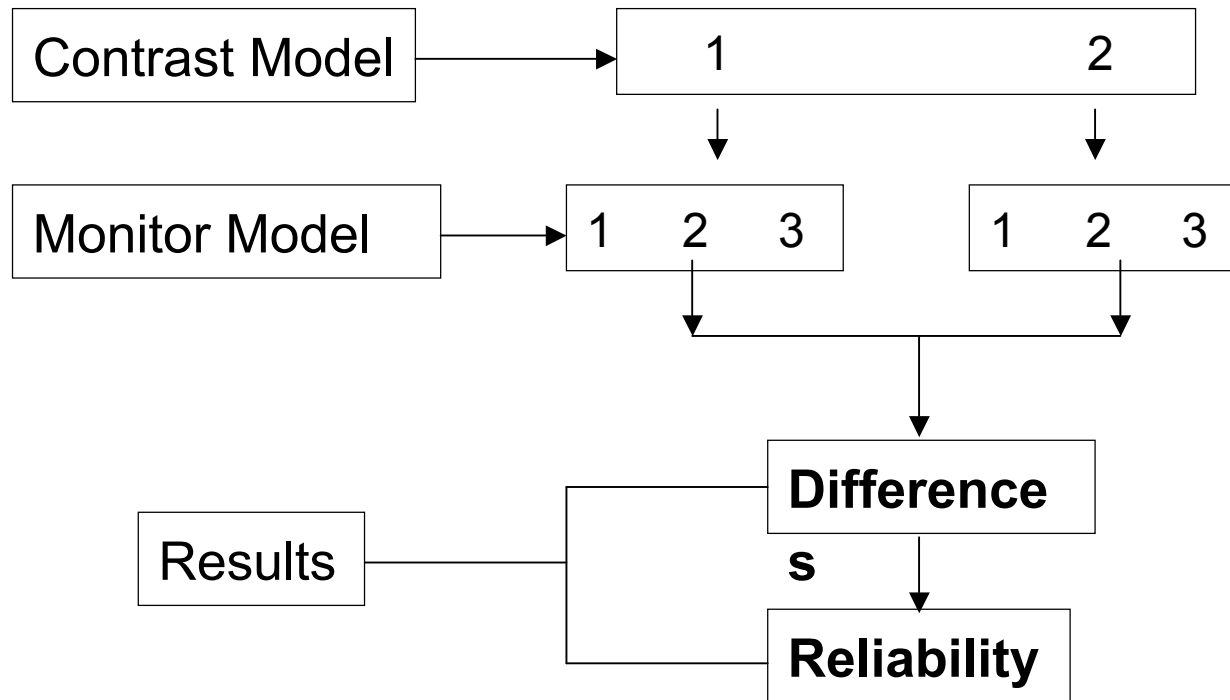 Contrast Model
1 2
Monitor Model
1 2 3
1 2 3
Difference
s
Results
Reliability